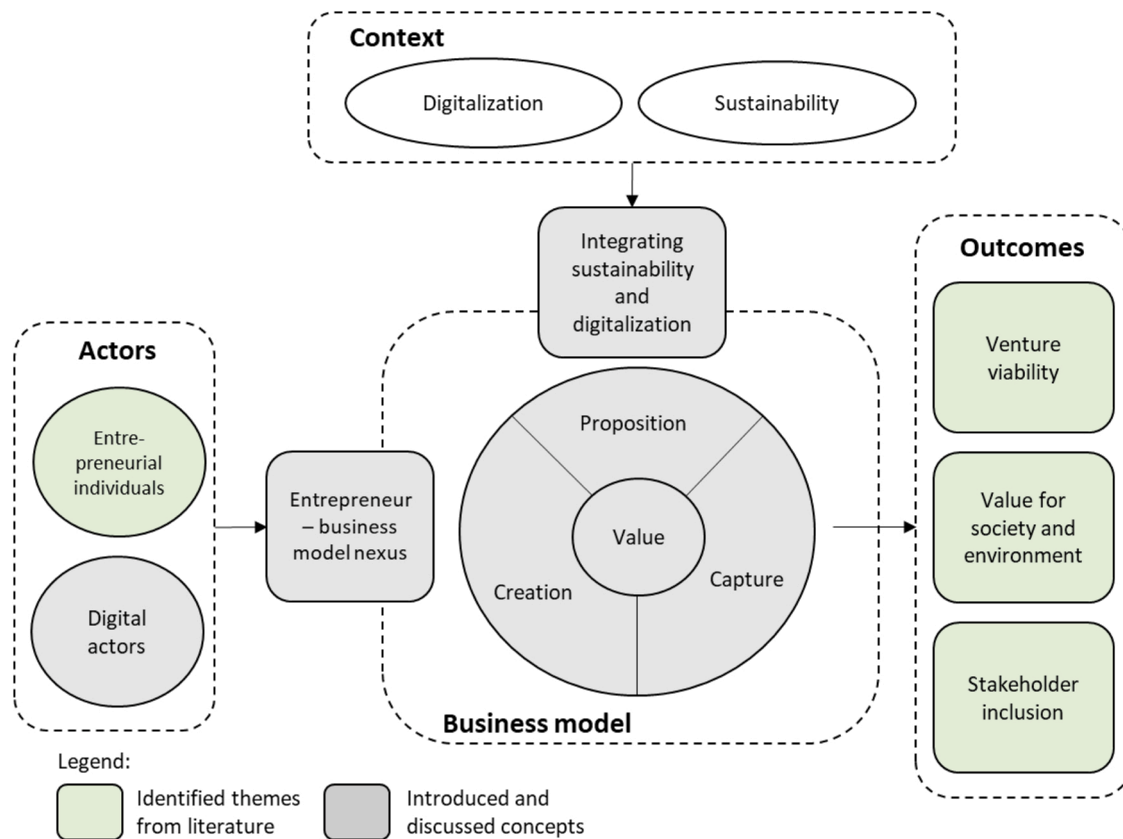 Context
Digitalization
Sustainability
Integrating
sustainability
and
digitalization
Actors
Entre-
preneurial
individuals
Digital
actors
Entrepreneur
– business
model nexus
Proposition
Value
Creation
Capture
Business model
Outcomes
Venture
viability
Value for
society and
environment
Stakeholder
inclusion
Legend:
Identified themes
from literature
Introduced and
discussed concepts